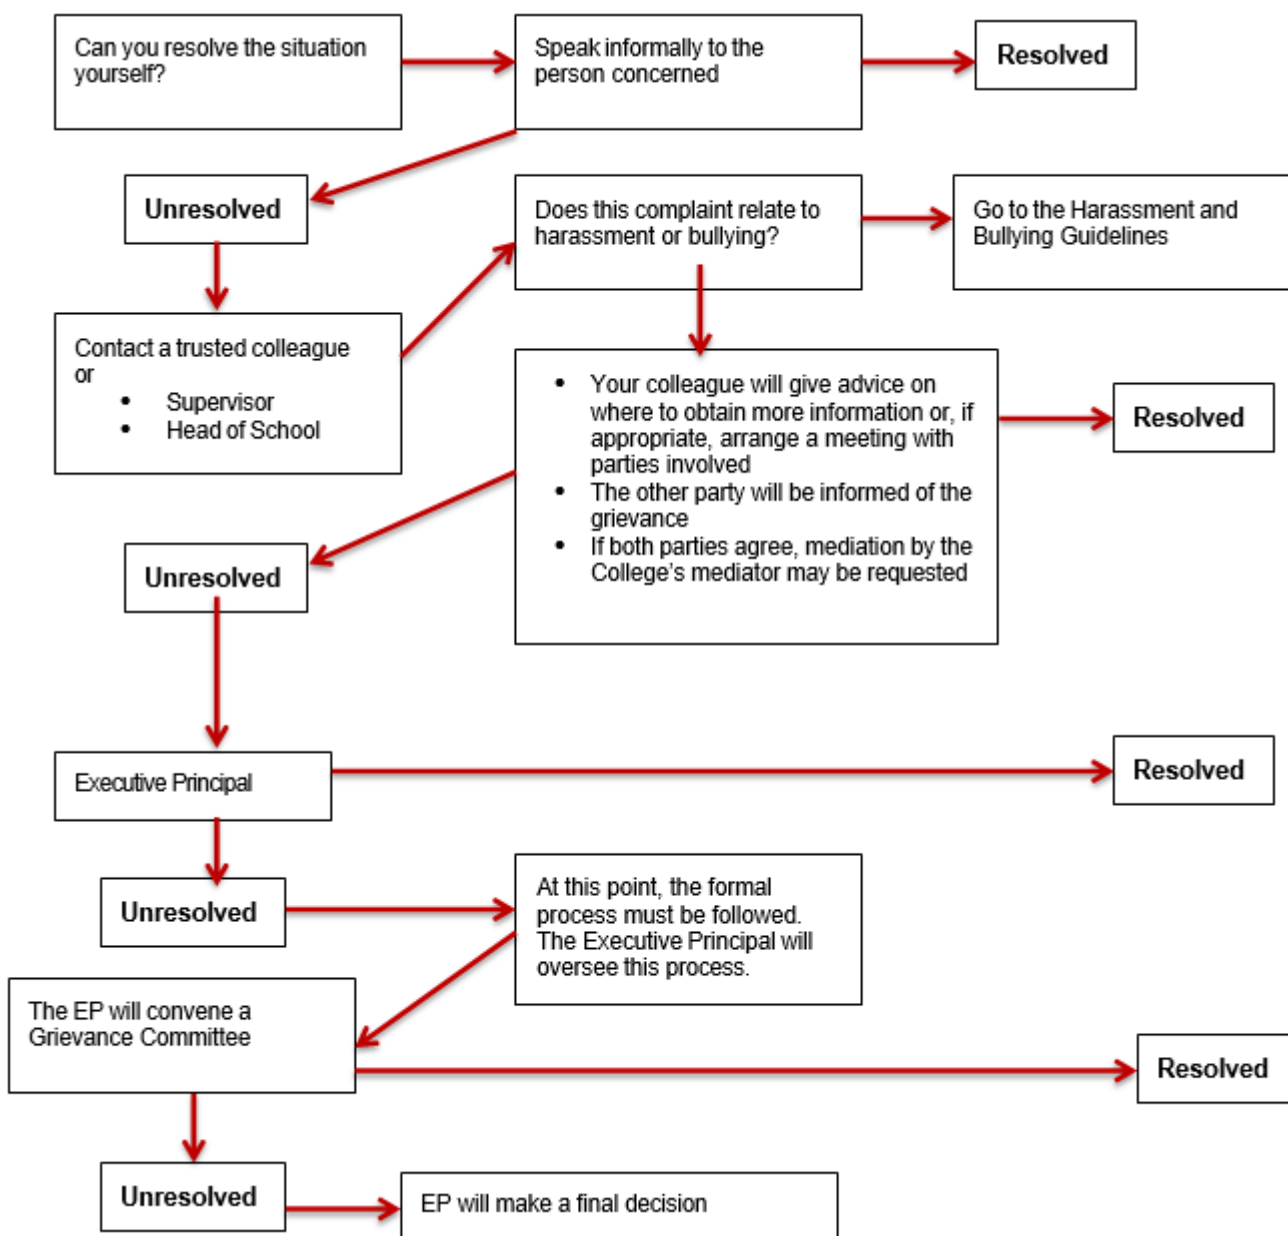 Can you resolve the situation
yourself?
Speak informally to the
person concerned
Resolved
Unresolved
Does this complaint relate to
harassment or bullying?
Go to the Harassment and
Bullying Guidelines
Contact a trusted colleague
or
• Supervisor
• Head of School
• Your colleague will give advice on
where to obtain more information or, if
appropriate, arrange a meeting with
parties involved
• The other party will be informed of the
grievance
• If both parties agree, mediation by the
College’s mediator may be requested
Resolved
Unresolved
Executive Principal
Resolved
Unresolved
At this point, the formal
process must be followed.
The Executive Principal will
oversee this process.
The EP will convene a
Grievance Committee
Resolved
Unresolved
EP will make a final decision